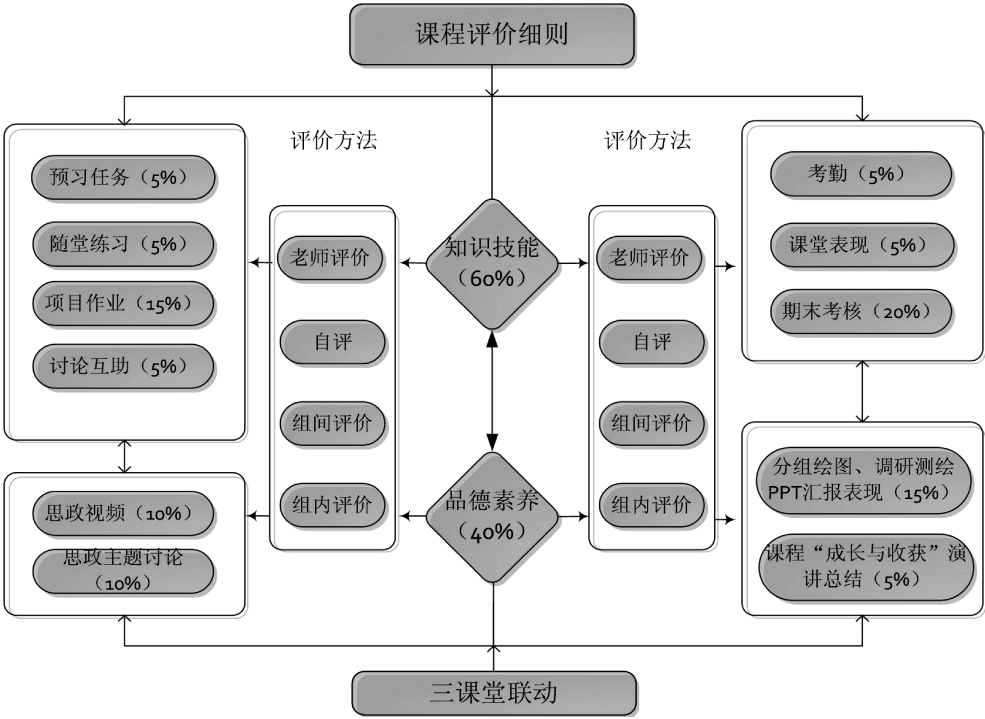 课程评价细则
评价方法
评价方法
预习任务（5%）
随堂练习（5%）
项目作业（15%）
讨论互助（5%）
老师评价
自评
组间评价
组内评价
知识技能
（60%）
品德素养
（40%）
老师评价
自评
组间评价
组内评价
考勤（5%）
课堂表现（5%）
期末考核（20%）
思政视频（10%）
思政主题讨论
（10%）
分组绘图、调研测绘
PPT汇报表现（15%）
课程“成长与收获”演
讲总结（5%）
三课堂联动